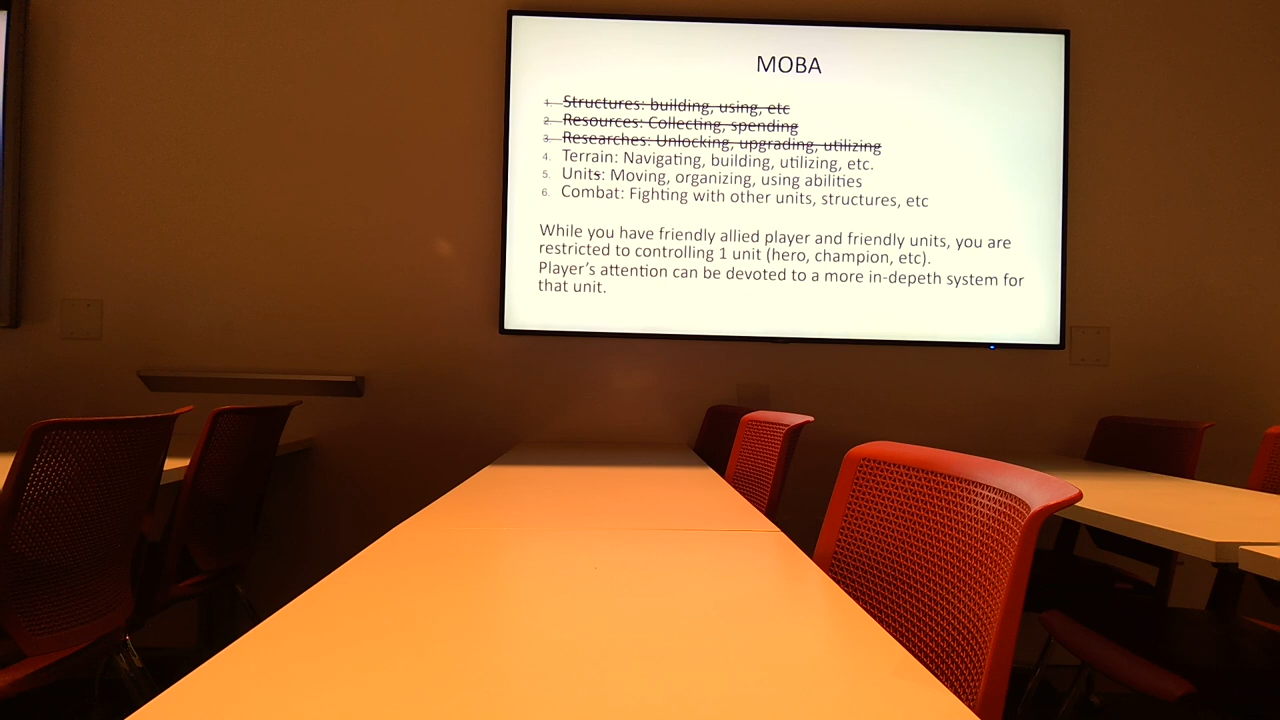 MOBA
1. Structures: building, using, etc
2. Resources: Collecting, spending
3. Researches: Unlocking, upgrading, utilizing
4. Terrain: Navigating, building, utilizing, etc.
5. Units: Moving, organizing, using abilities
6. Combat: Fighting with other units, structures, etc
While you have friendly allied player and friendly units, you are
restricted to controlling 1 unit (hero, champion, etc).
Player's attention can be devoted to a more in-depeth system for
that unit.